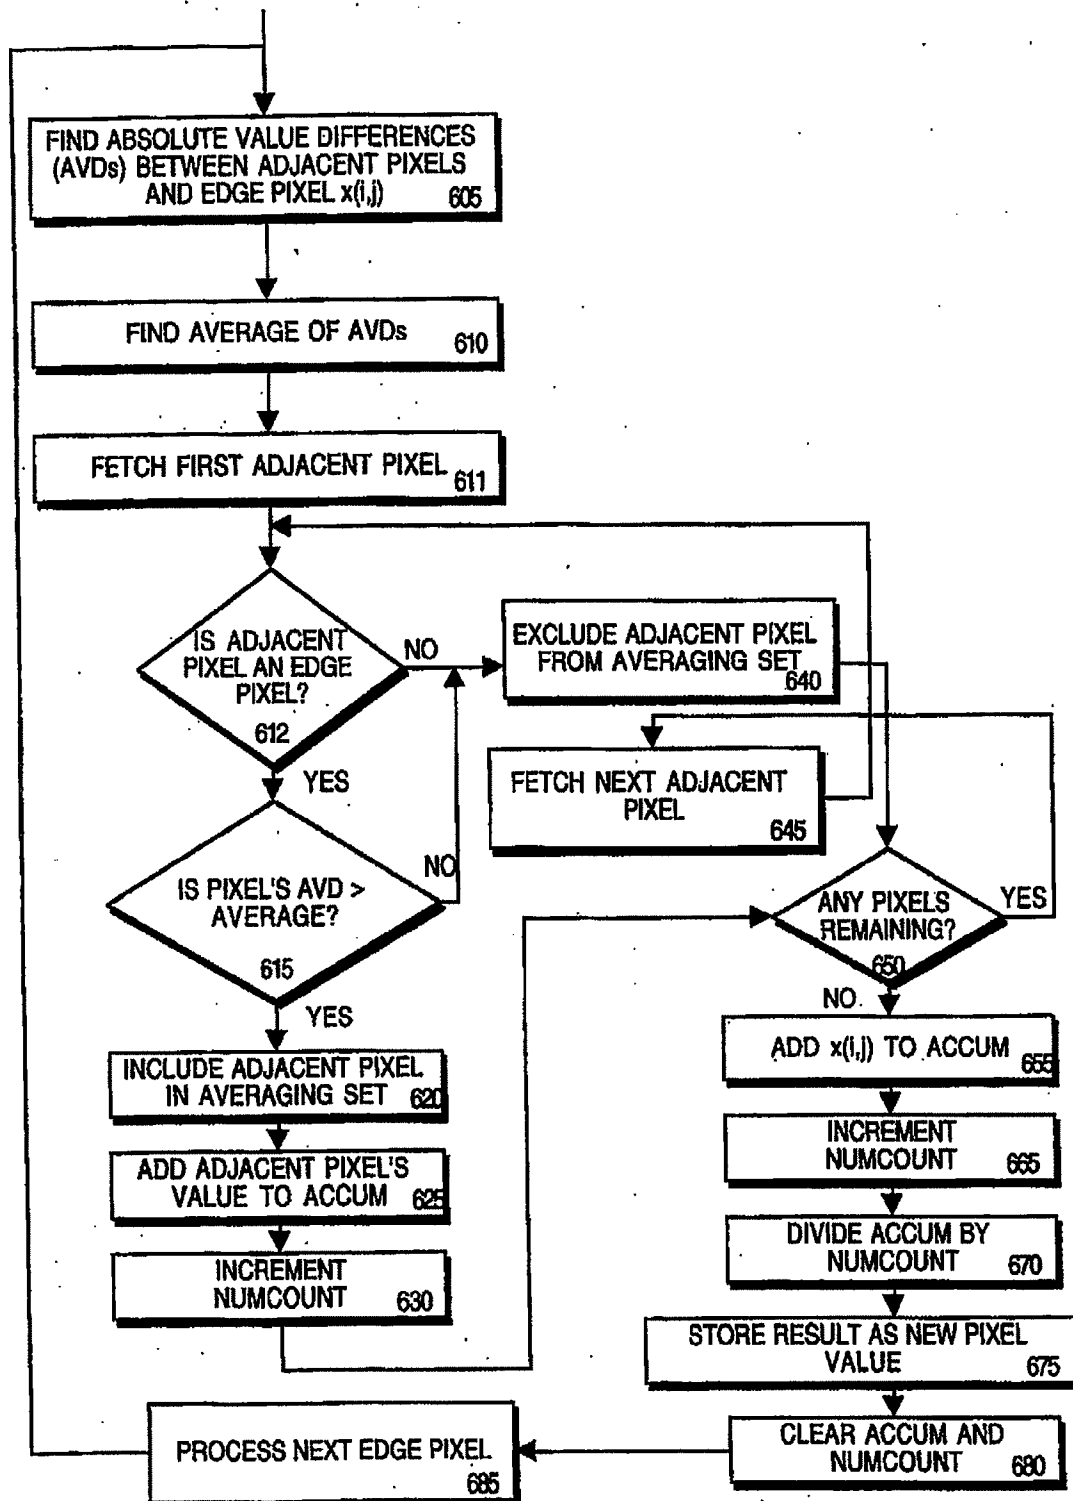 FIND ABSOLUTE VALUE DIFFERENCES
(AVDs) BETWEEN ADJACENT PIXELS
AND EDGE PIXEL x(i,j)
605
FIND AVERAGE OF AVDs
610
FETCH FIRST ADJACENT PIXEL
611
IS ADJACENT
PIXEL AN EDGE
PIXEL?
612
NO
YES
EXCLUDE ADJACENT PIXEL
FROM AVERAGING SET
640
FETCH NEXT ADJACENT
PIXEL
645
IS PIXEL'S AVD >
AVERAGE?
615
NO
YES
ANY PIXELS
REMAINING?
650
YES
NO
INCLUDE ADJACENT PIXEL
IN AVERAGING SET
620
ADD ADJACENT PIXEL'S
VALUE TO ACCUM
625
INCREMENT
NUMCOUNT
630
ADD x(i,j) TO ACCUM
655
INCREMENT
NUMCOUNT
665
DIVIDE ACCUM BY
NUMCOUNT
670
STORE RESULT AS NEW PIXEL
VALUE
675
CLEAR ACCUM AND
NUMCOUNT
680
PROCESS NEXT EDGE PIXEL
685